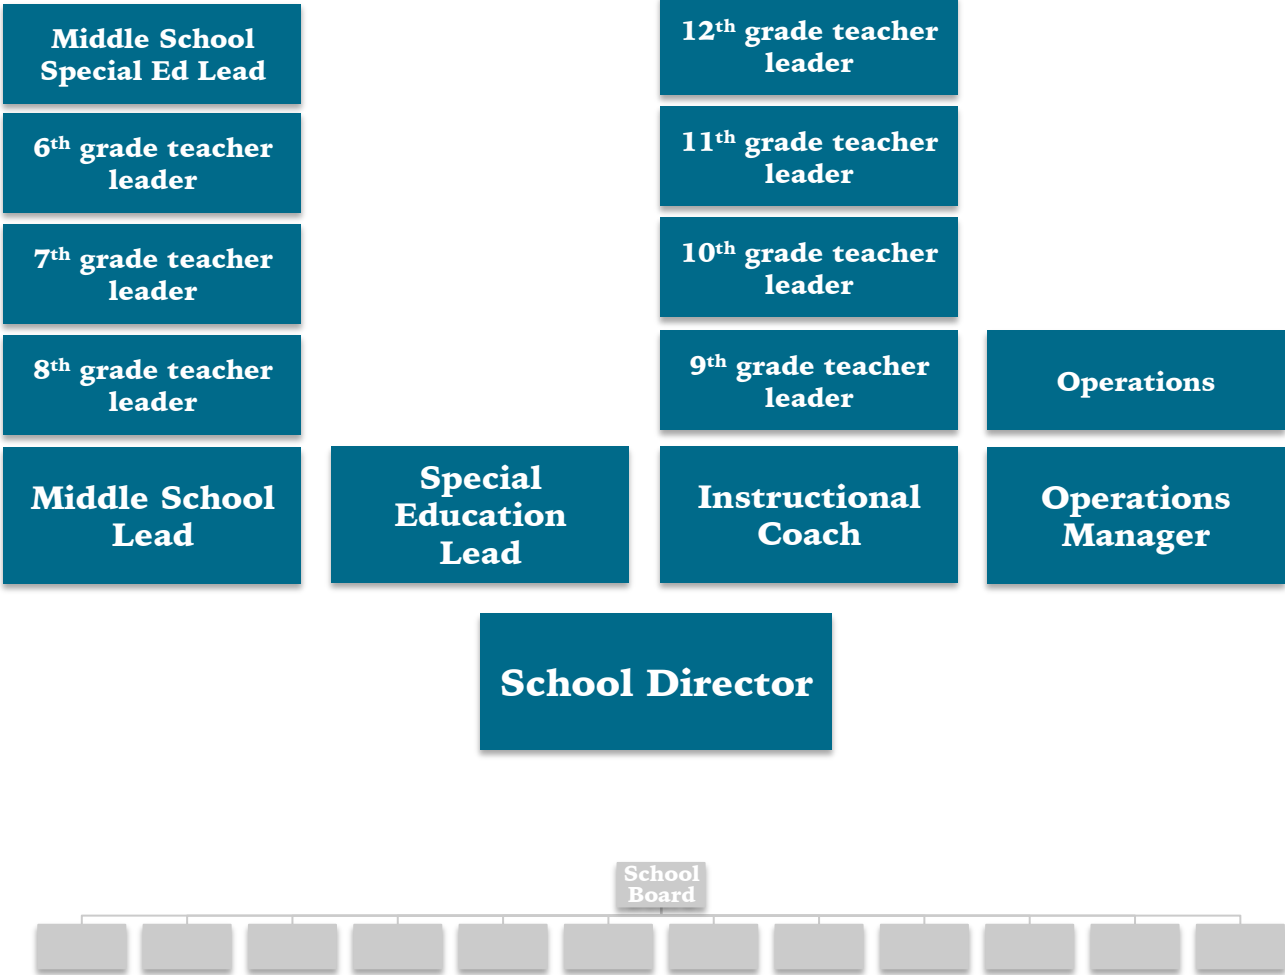 Middle School
Special Ed Lead
6th grade teacher
leader
7th grade teacher
leader
8th grade teacher
leader
Middle School
Lead
Special
Education
Lead
12th grade teacher
leader
11th grade teacher
leader
10th grade teacher
leader
9th grade teacher
leader
Instructional
Coach
Operations
Operations
Manager
School Director
School
Board